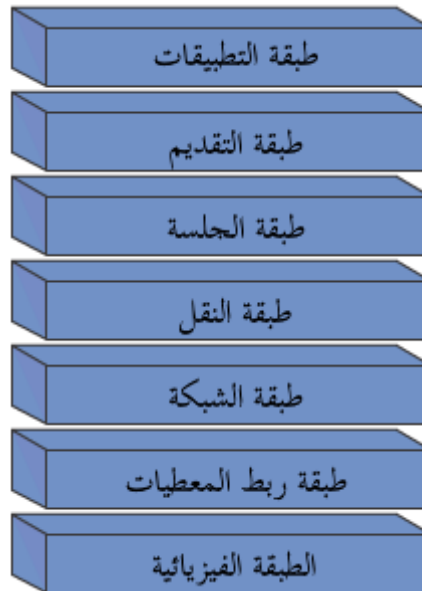 طبقة التطبيقات
طبقة التقديم
طبقة الجلسة
طبقة النقل
طبقة الشبكة
طبقة ربط المعطيات
الطبقة الفيزيائية